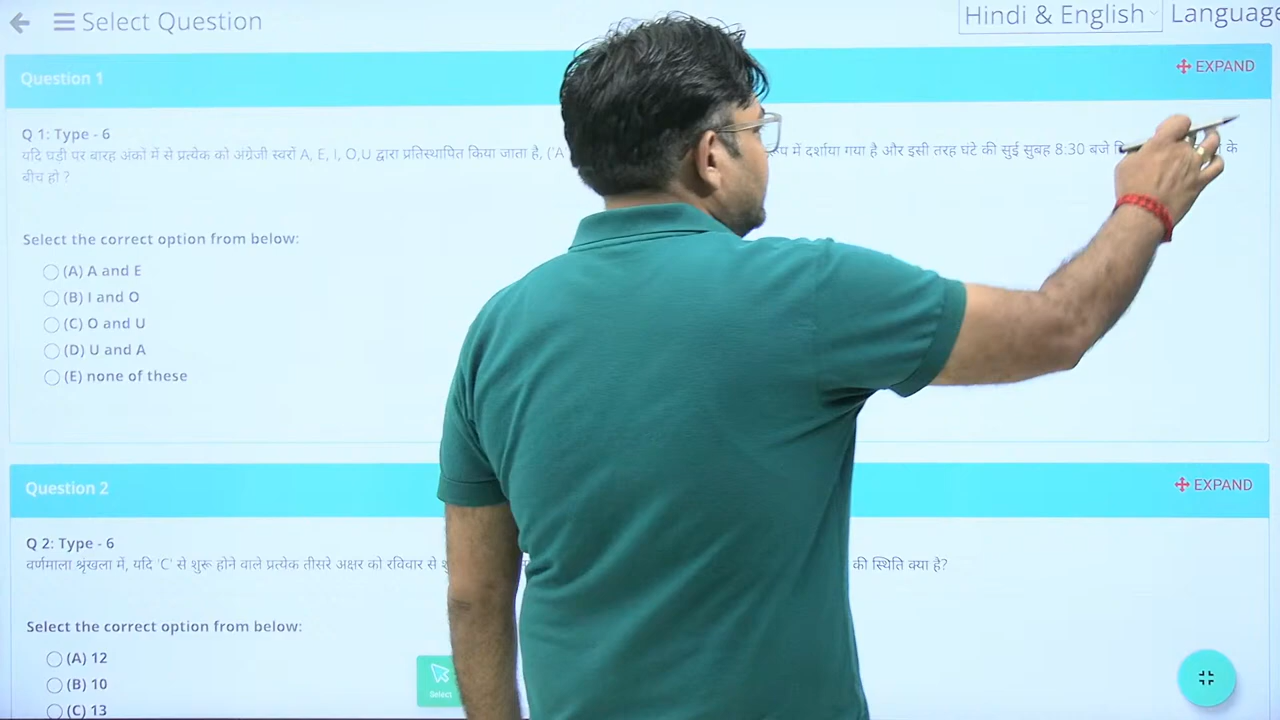 Select Question
Hindi & English
Language
Question 1
EXPAND
Q 1: Type - 6
यदि घड़ी पर बारह अंकों में से प्रत्येक को अंग्रेजी स्वरों A, E, I, O,U द्वारा प्रतिस्थापित किया जाता है, ('A में दर्शाया गया है और इसी तरह घंटे की सुई सुबह 8:30 बजे के
बीच हो ?
Select the correct option from below:
(A) A and E
(B) I and O
(C) O and U
(D) U and A
(E) none of these
Question 2
EXPAND
Q 2: Type - 6
वर्णमाला श्रृंखला में, यदि 'C' से शुरू होने वाले प्रत्येक तीसरे अक्षर को रविवार से की स्थिति क्या है?
Select the correct option from below:
(A) 12
(B) 10
(C) 13
Select